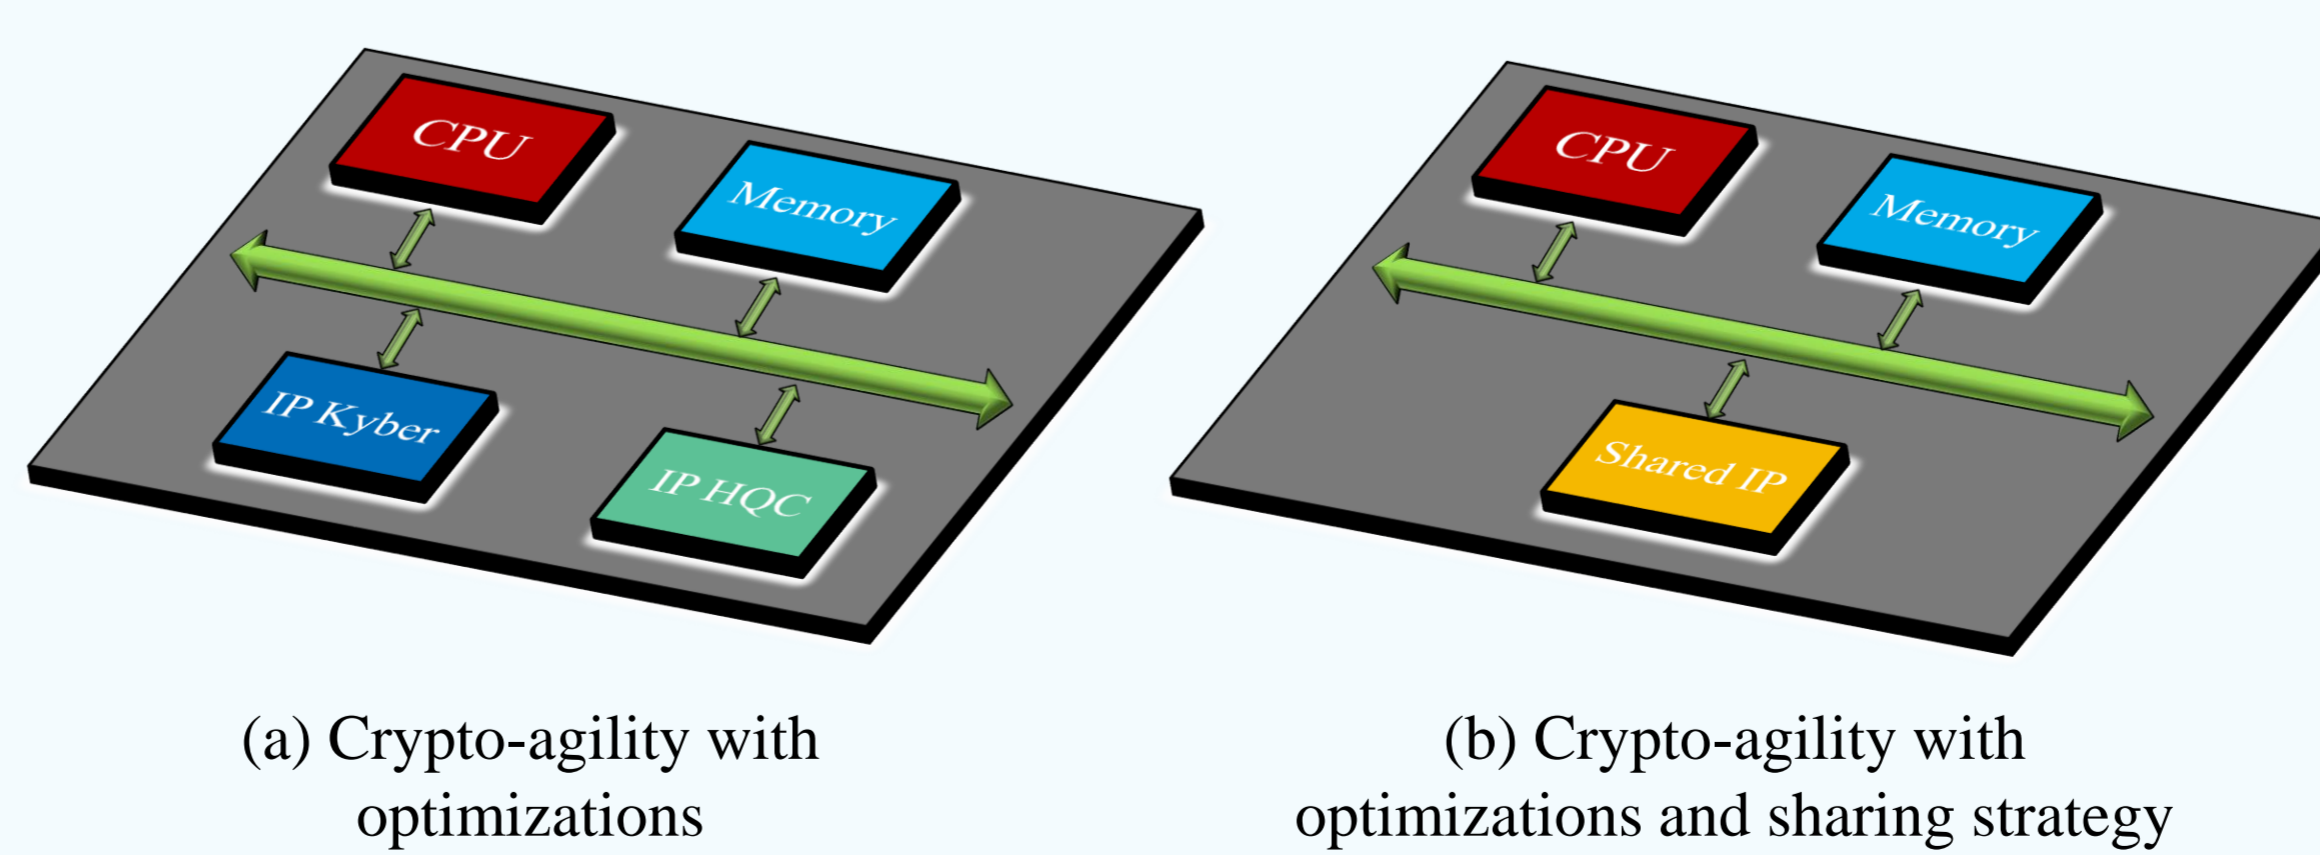 CPU
Memory
IP Kyber
IP HQC
(a) Crypto-agility with
optimizations
CPU
Memory
Shared IP
(b) Crypto-agility with
optimizations and sharing strategy